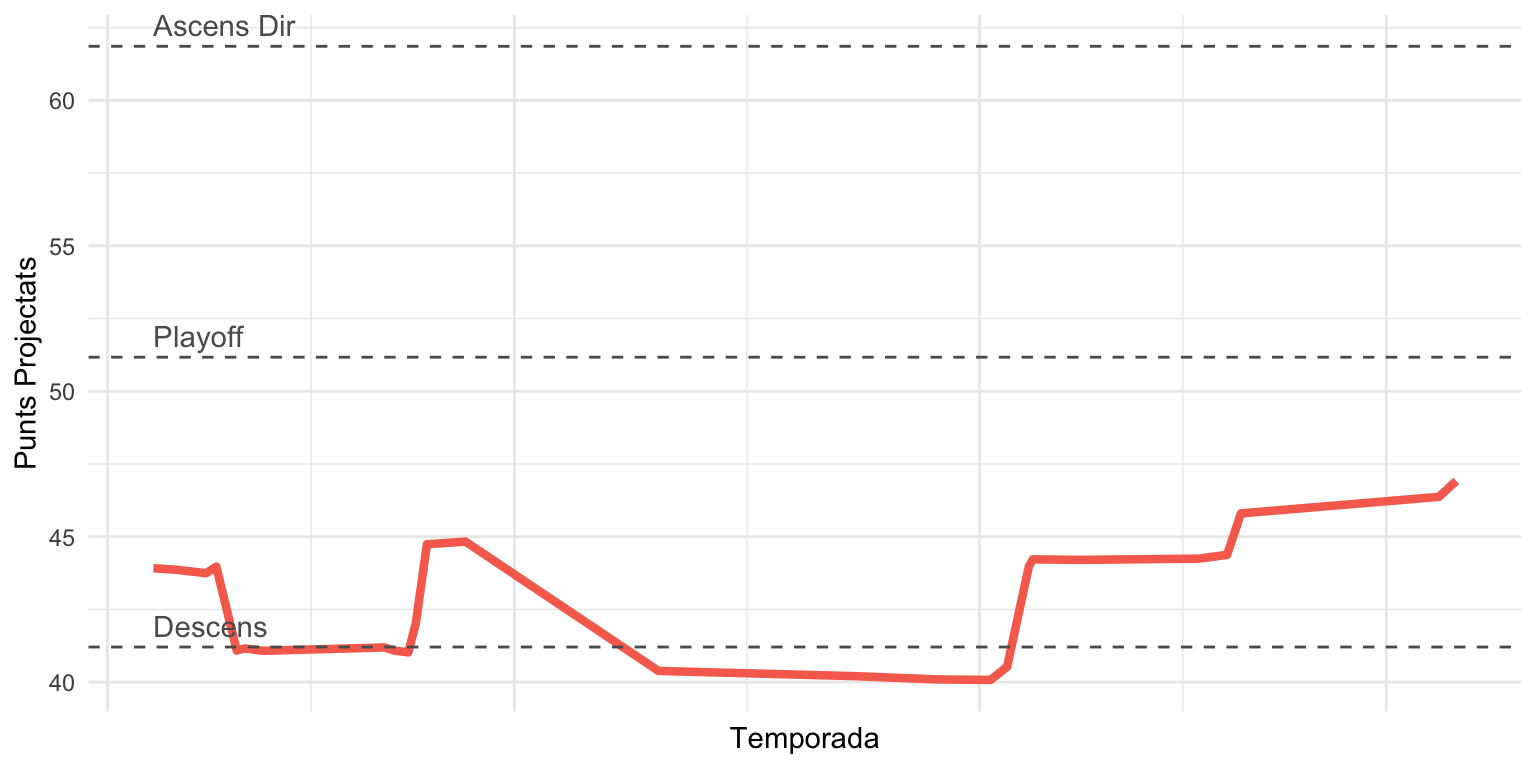 Ascens Dir
60
55
Playoff
50
45
Descens
40
Punts Projectats
Temporada